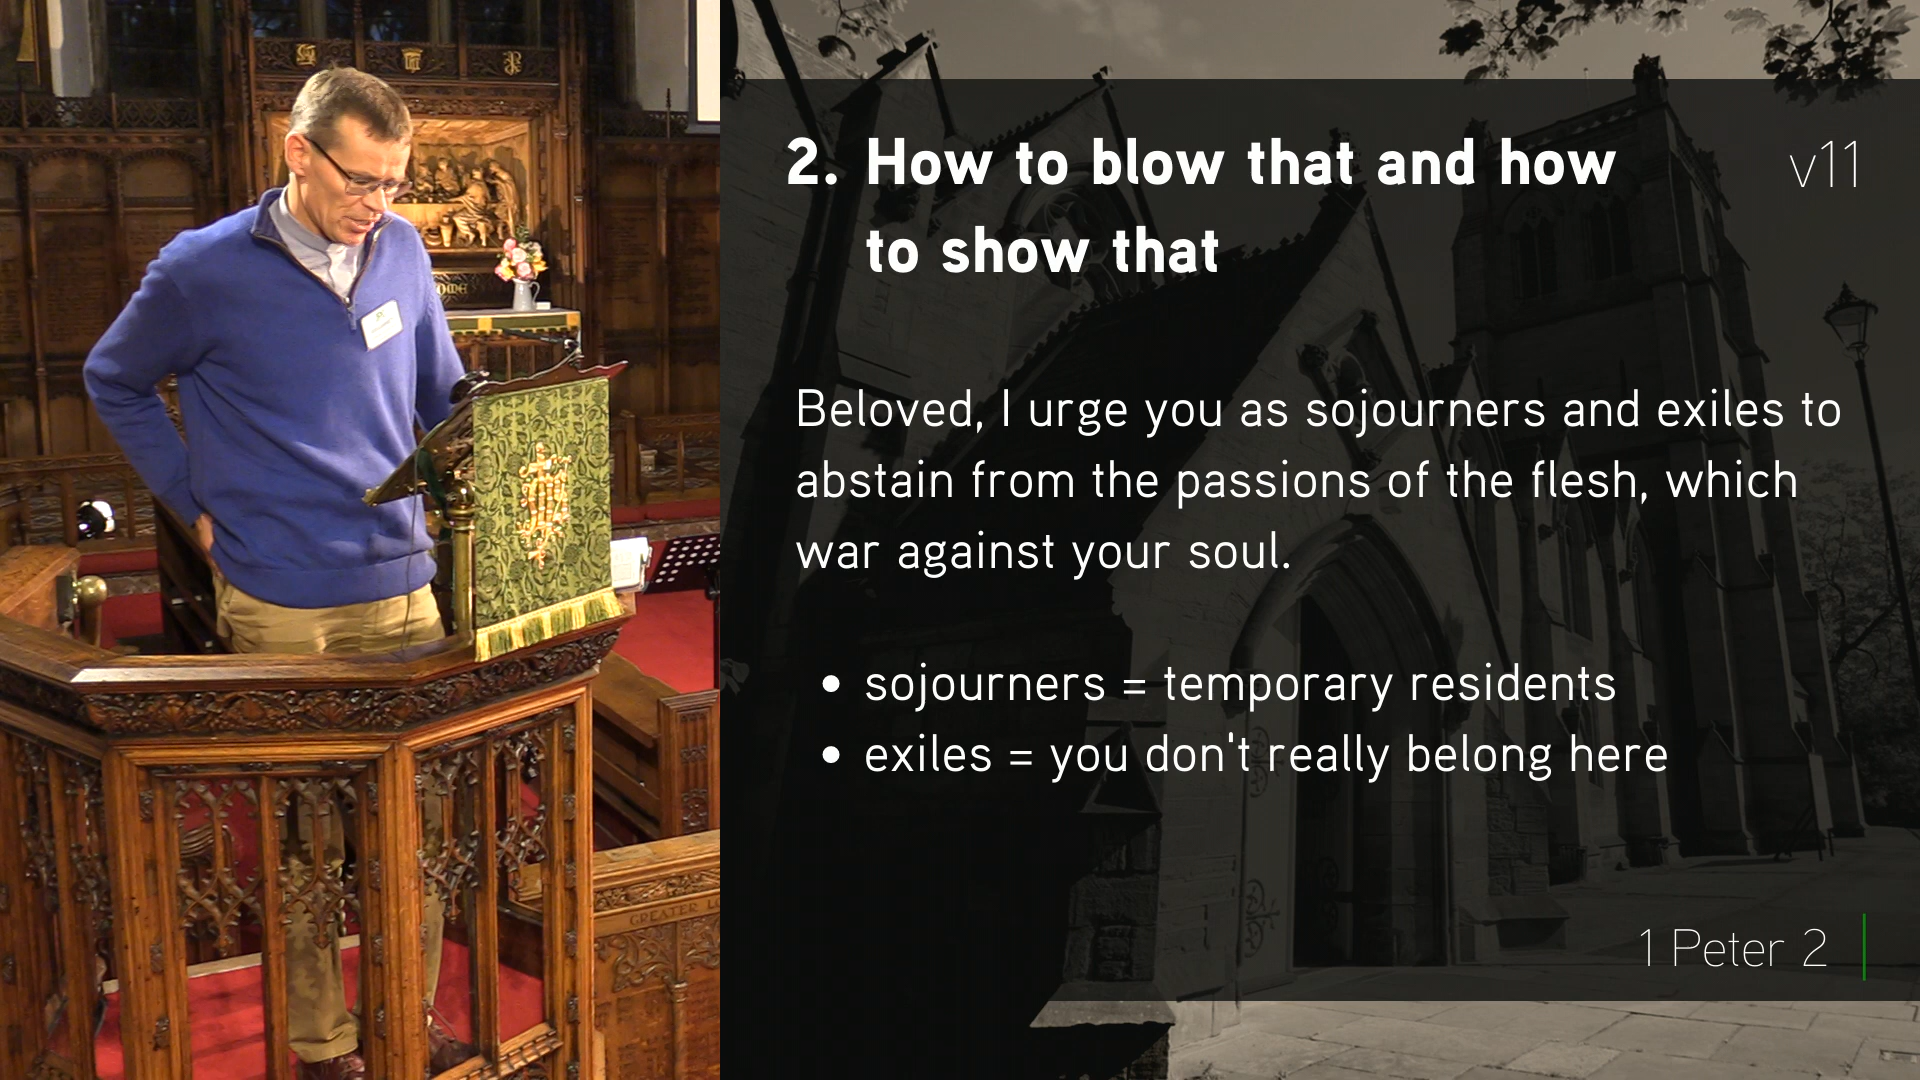 2. How to blow that and how
to show that
v11
Beloved, I urge you as sojourners and exiles to
abstain from the passions of the flesh, which
war against your soul.
• sojourners = temporary residents
• exiles = you don't really belong here
1 Peter 2
GREATER